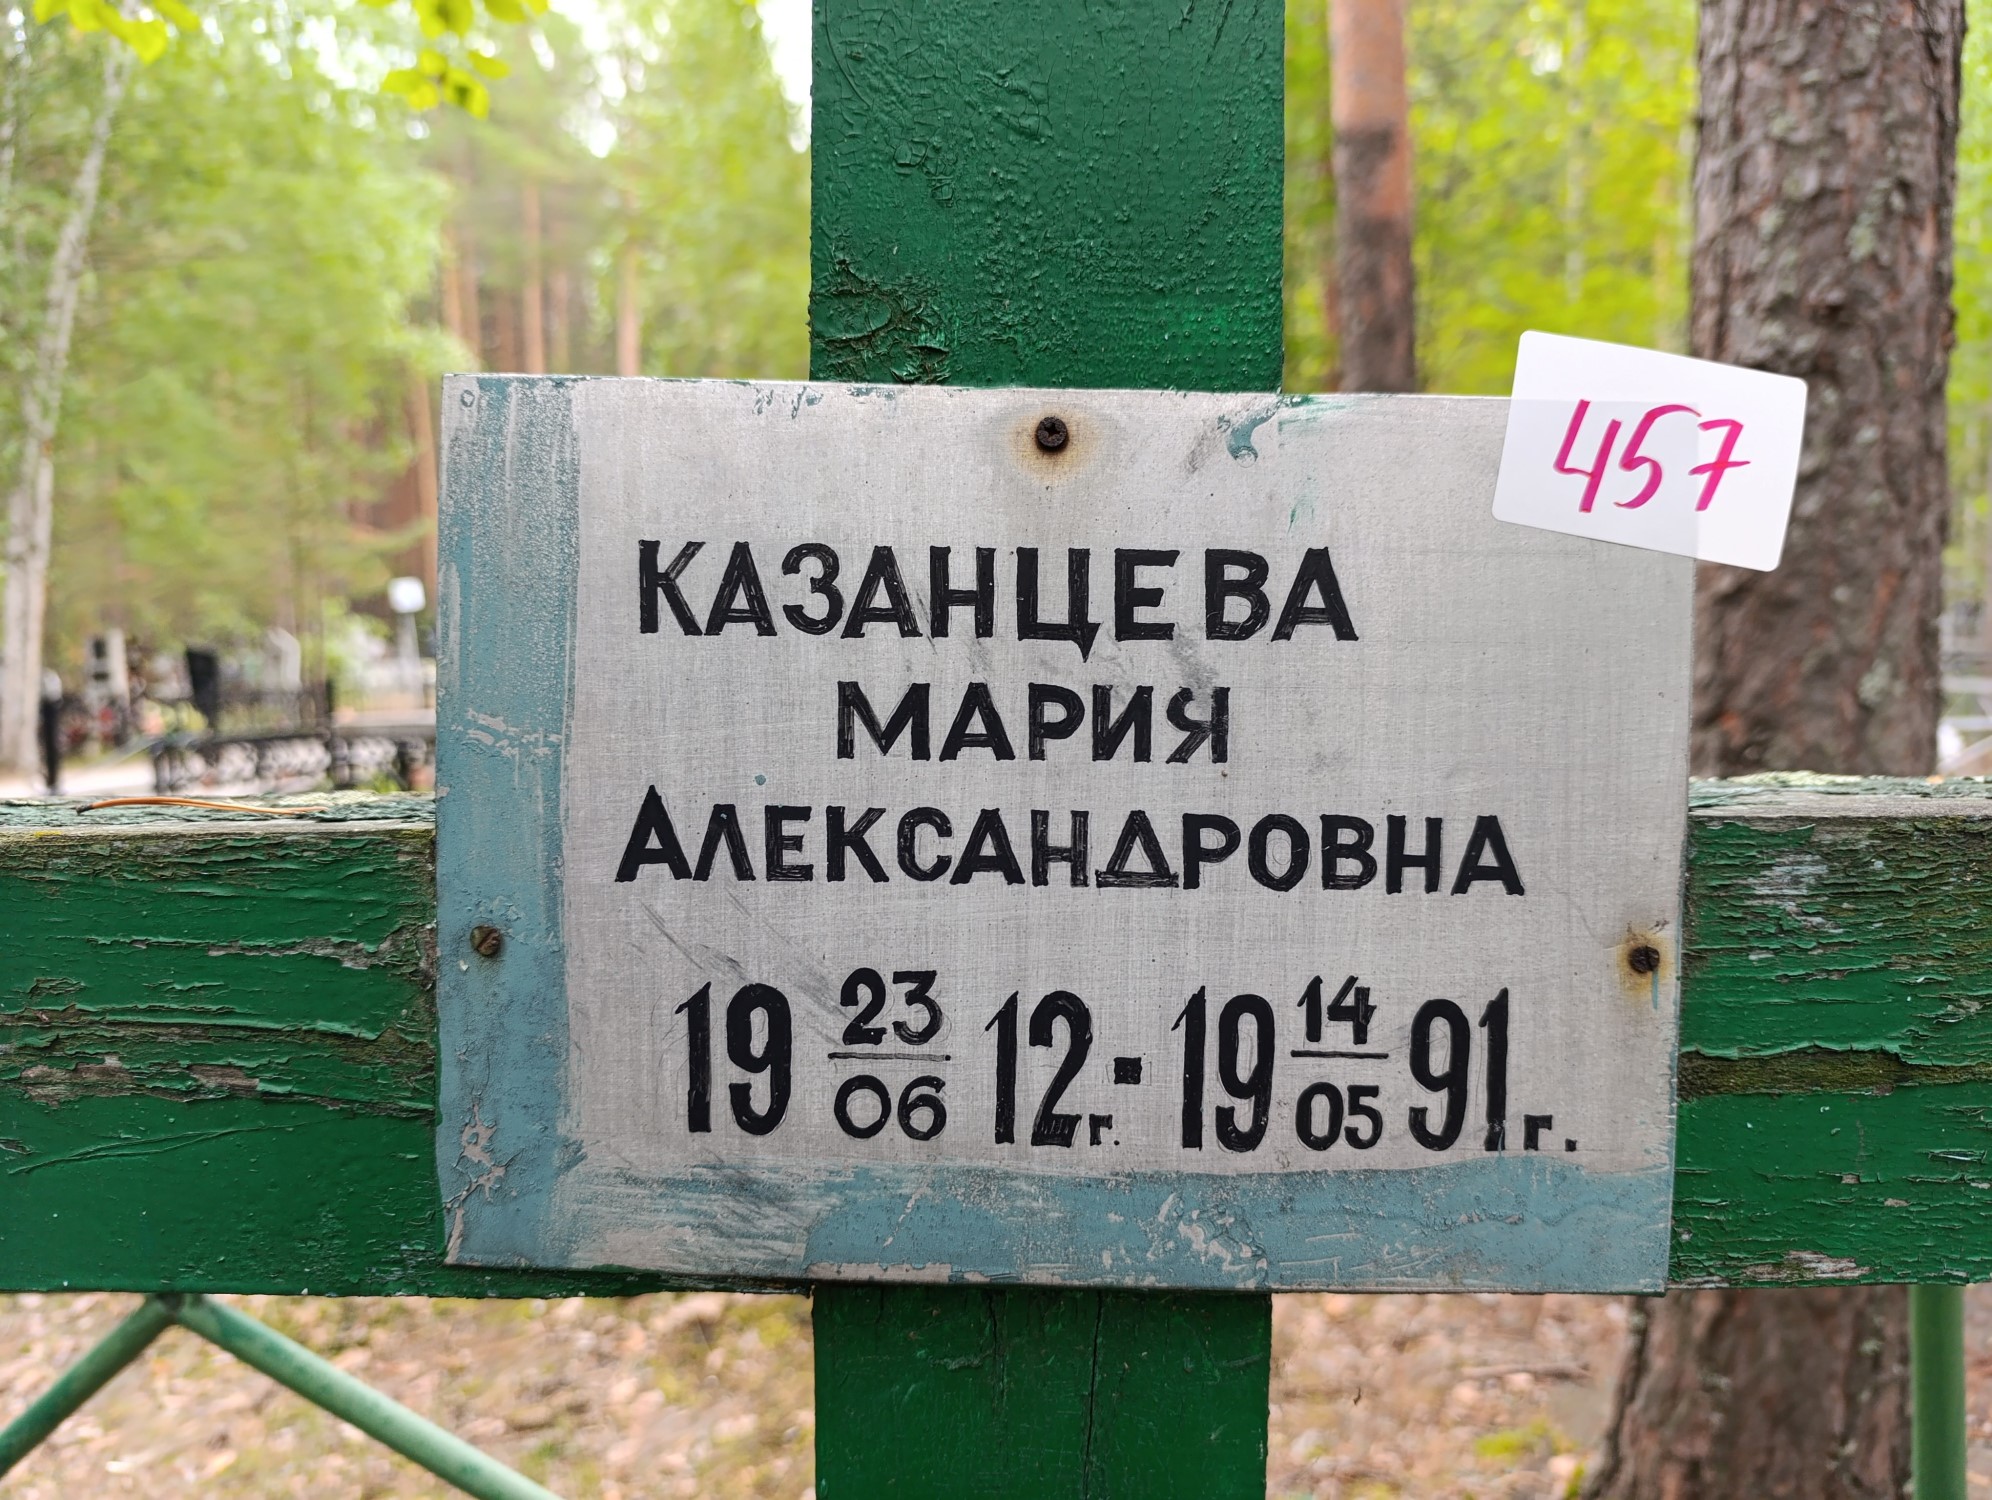 457
КАЗАНЦЕВА
МАРИЯ
АЛЕКСАНДРОВНА
19 23/06 12г. - 19 14/05 91г.